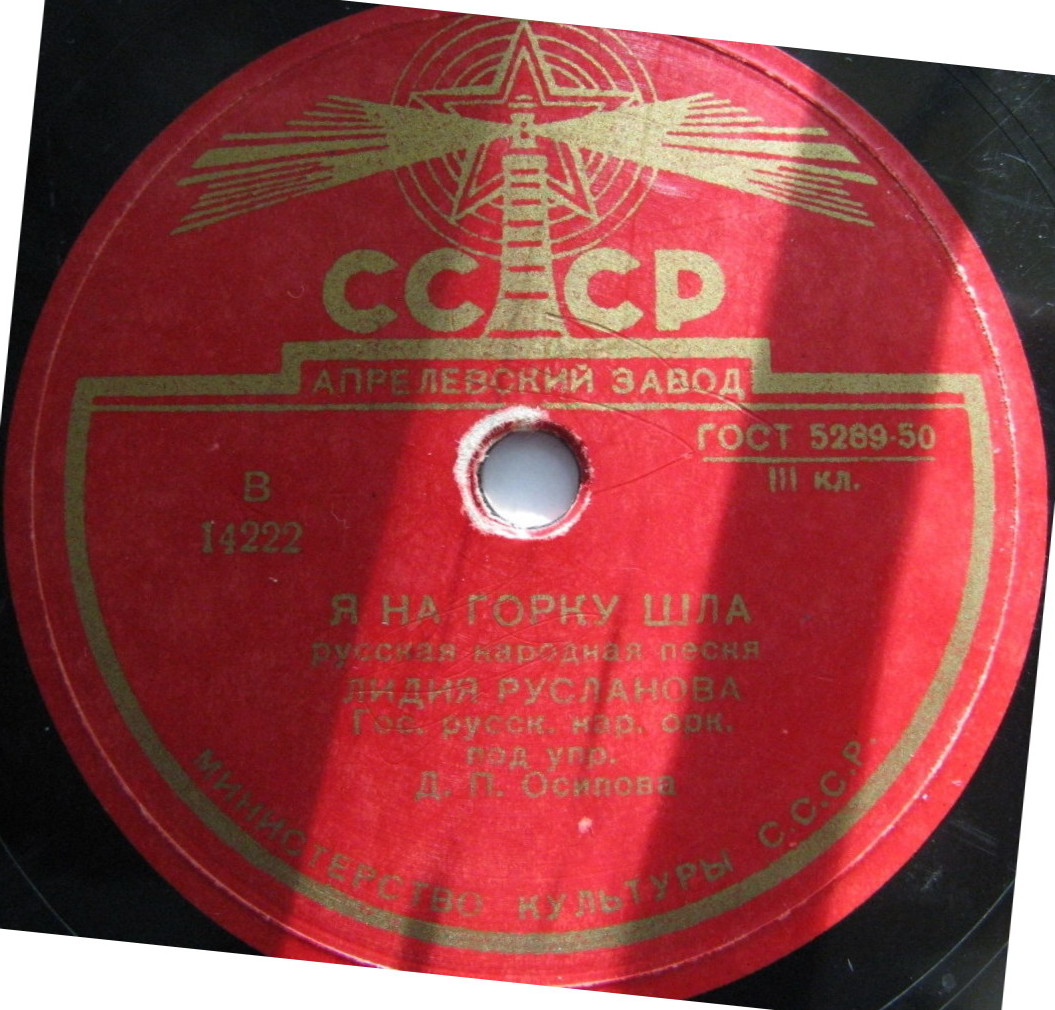 СССР
АПРЕЛЕВСКИЙ ЗАВОД
ГОСТ 5289-50
III кл.
В
14222
Я НА ГОРКУ ШЛА
русская народная песня
ЛИДИЯ РУСЛАНОВА
Гос. русск. нар. орк.
под упр.
Д. П. Осипова
МИНИСТЕРСТВО КУЛЬТУРЫ С.С.С.Р.